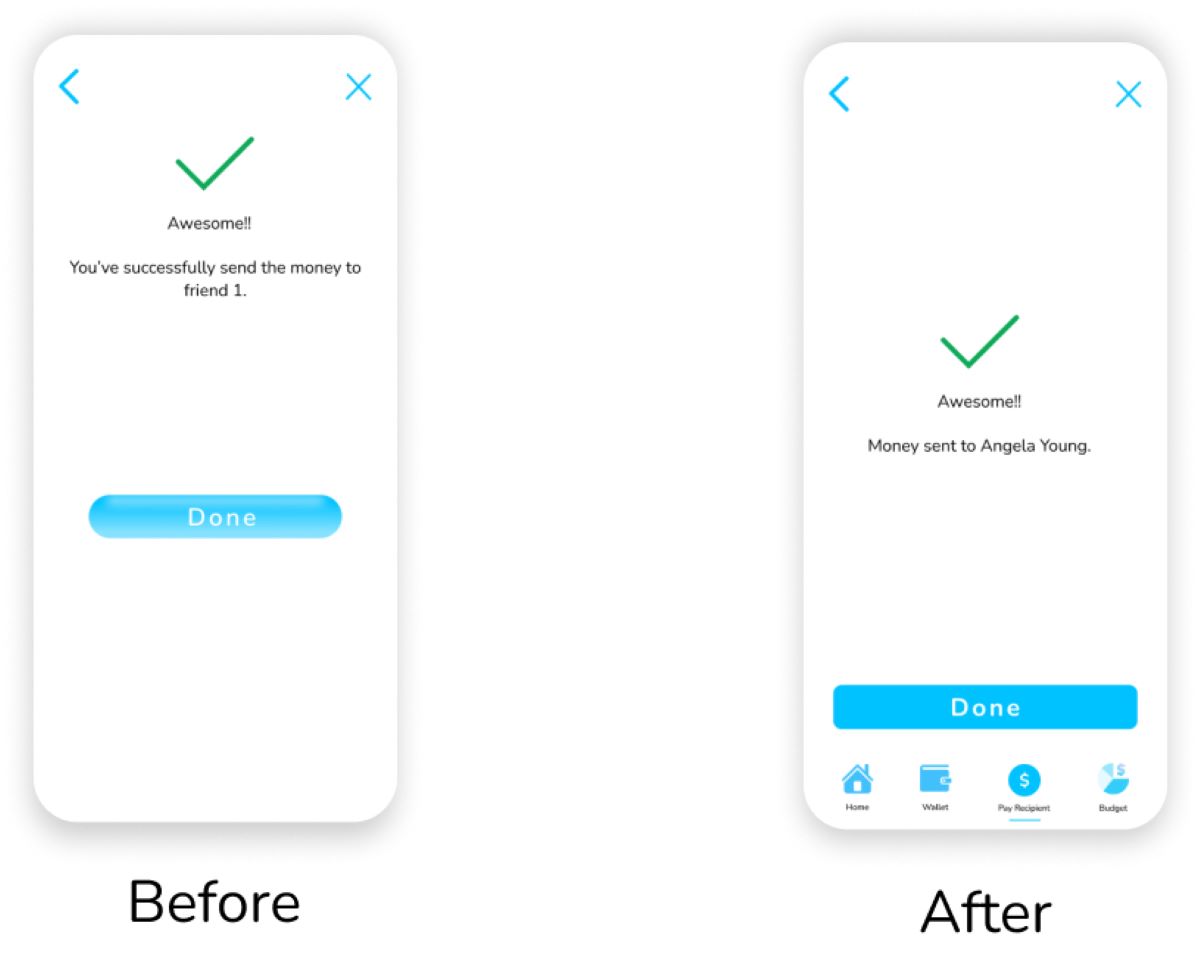 Awesome!!
You've successfully send the money to
friend 1.
Done
Before
Awesome!!
Money sent to Angela Young.
Done
$
$
Home
Wallet
Pay Recipient
Budget
After